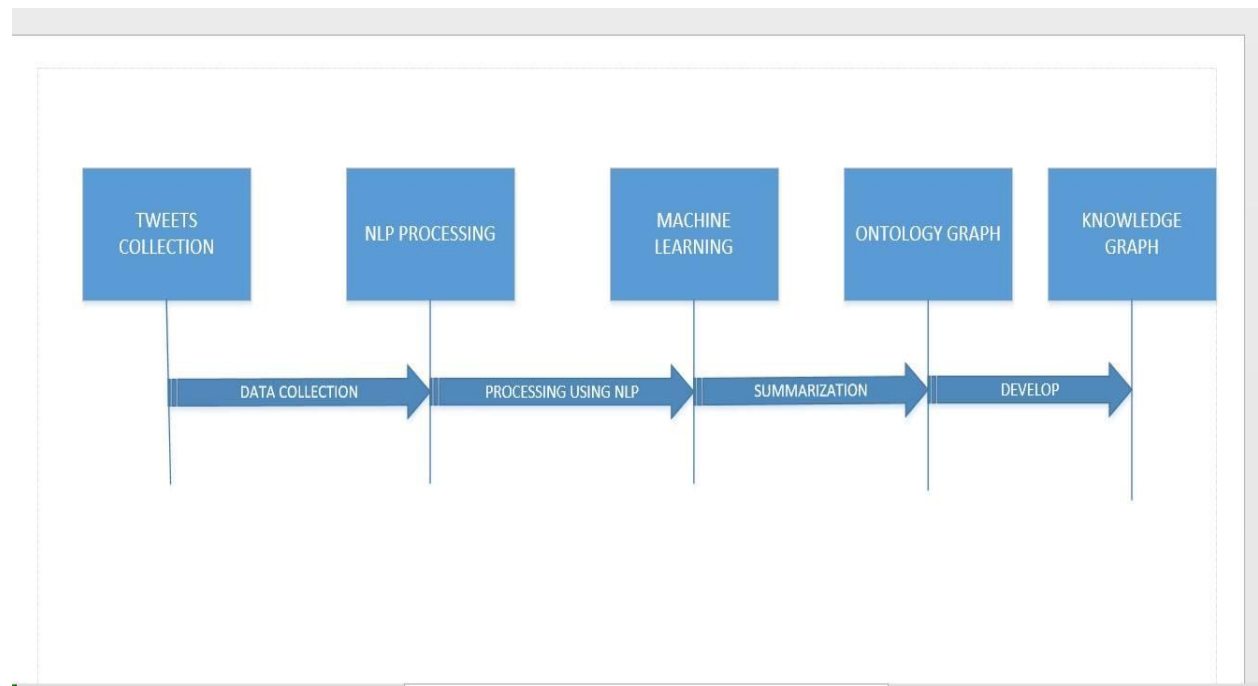 TWEETS
COLLECTION
NLP PROCESSING
MACHINE
LEARNING
ONTOLOGY GRAPH
KNOWLEDGE
GRAPH
DATA COLLECTION
PROCESSING USING NLP
SUMMARIZATION
DEVELOP